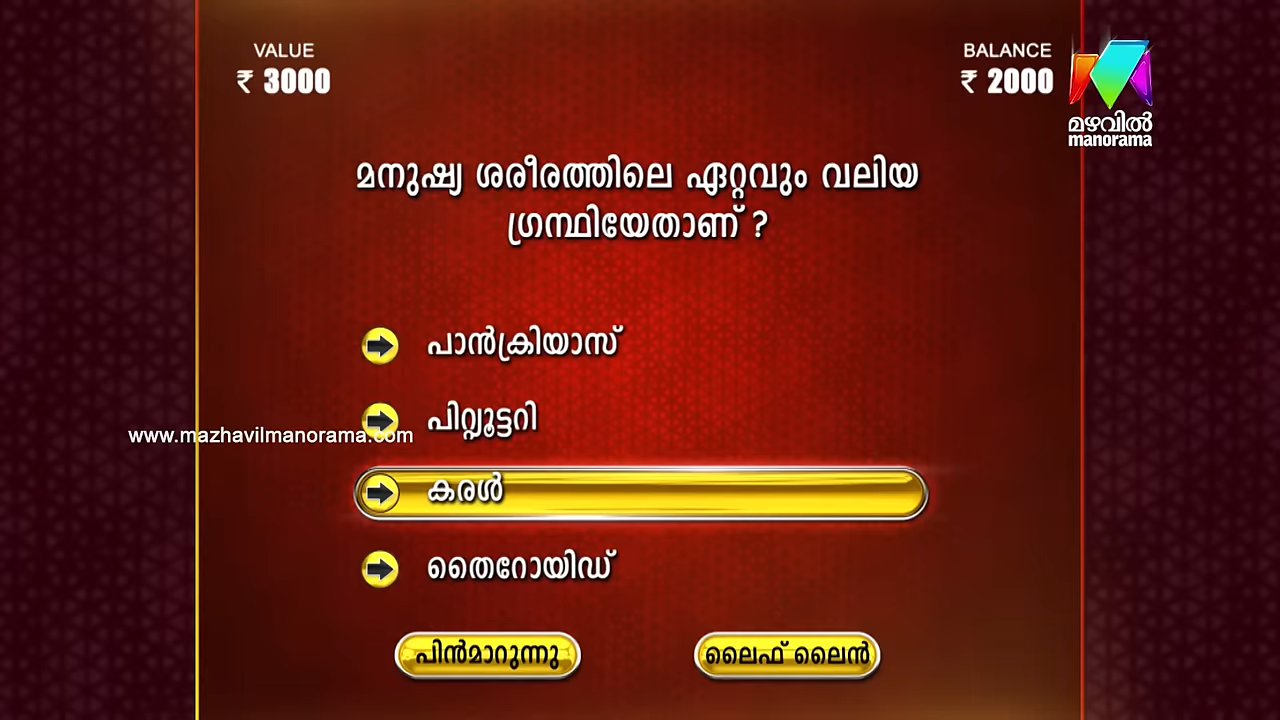 VALUE
₹ 3000
BALANCE
₹ 2000
മഴവിൽ
manorama
മനുഷ്യ ശരീരത്തിലെ ഏറ്റവും വലിയ
ഗ്രന്ഥിയേതാണ് ?
പാൻക്രിയാസ്
പിറ്റ്യൂട്ടറി
www.mazhavilmanorama.com
കരൾ
തൈറോയിഡ്
പിൻമാറുന്നു
ലൈഫ് ലൈൻ